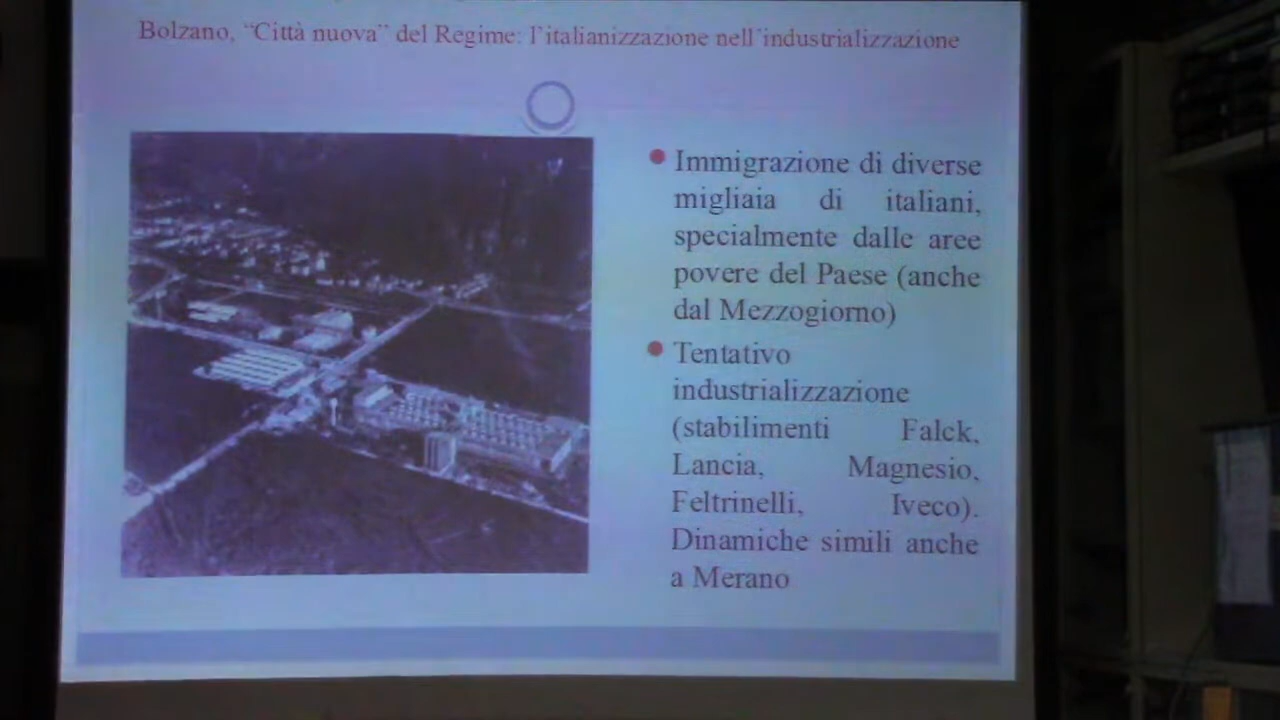 Bolzano, “Città nuova” del Regime: l’italianizzazione nell’industrializzazione
Immigrazione di diverse
migliaia di italiani,
specialmente dalle aree
povere del Paese (anche
dal Mezzogiorno)
Tentativo
industrializzazione
(stabilimenti Falck,
Lancia, Magnesio,
Feltrinelli, Iveco).
Dinamiche simili anche
a Merano